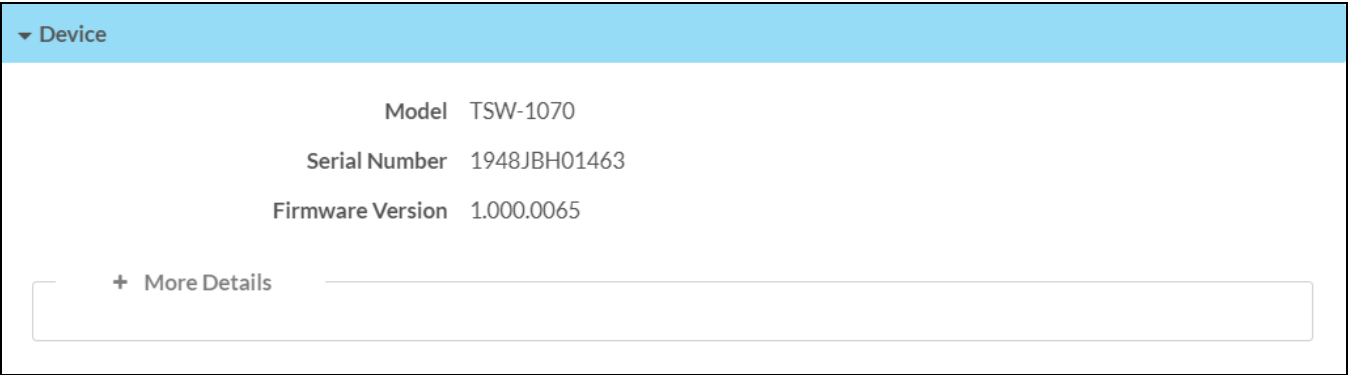 Device
Model TSW-1070
Serial Number 1948JBH01463
Firmware Version 1.000.0065
+ More Details